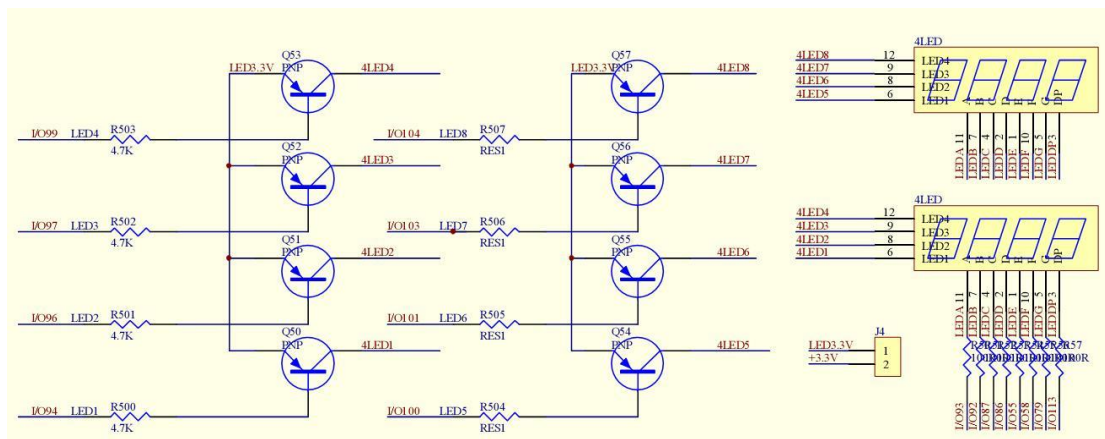 Q53
PNP
LED3.3V
4LED4
I/O99
LED4
R503
4.7K
Q52
PNP
4LED3
I/O97
LED3
R502
4.7K
Q51
PNP
4LED2
I/O96
LED2
R501
4.7K
Q50
PNP
4LED1
I/O94
LED1
R500
4.7K
Q57
PNP
LED3.3V
4LED8
I/O104
LED8
R507
RES1
Q56
PNP
4LED7
I/O103
LED7
R506
RES1
Q55
PNP
4LED6
I/O101
LED6
R505
RES1
Q54
PNP
4LED5
I/O100
LED5
R504
RES1
4LED
4LED8 12 LED4
4LED7 9 LED3
4LED6 8 LED2
4LED5 6 LED1
A B C D E F G DP
11 7 4 2 1 10 5 3
LEDA LEDB LEDC LEDD LEDE LEDF LEDG LEDDP
4LED
4LED4 12 LED4
4LED3 9 LED3
4LED2 8 LED2
4LED1 6 LED1
A B C D E F G DP
11 7 4 2 1 10 5 3
LEDA LEDB LEDC LEDD LEDE LEDF LEDG LEDDP
J4
LED3.3V 1
+3.3V 2
I/O93 I/O92 I/O87 I/O86 I/O55 I/O58 I/O79 I/O113